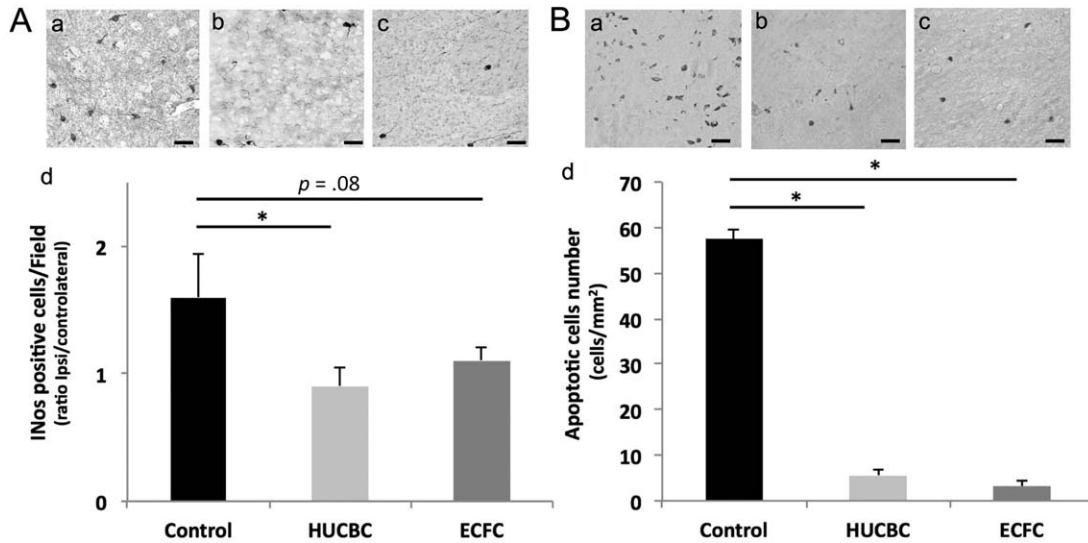 A
a
b
c
d
p = .08
*
2
1
0
INos positive cells/Field
(ratio Ipsi/controlateral)
Control HUCBC ECFC
B
a
b
c
d
*
*
70
60
50
40
30
20
10
0
Apoptotic cells number
(cells/mm²)
Control HUCBC ECFC